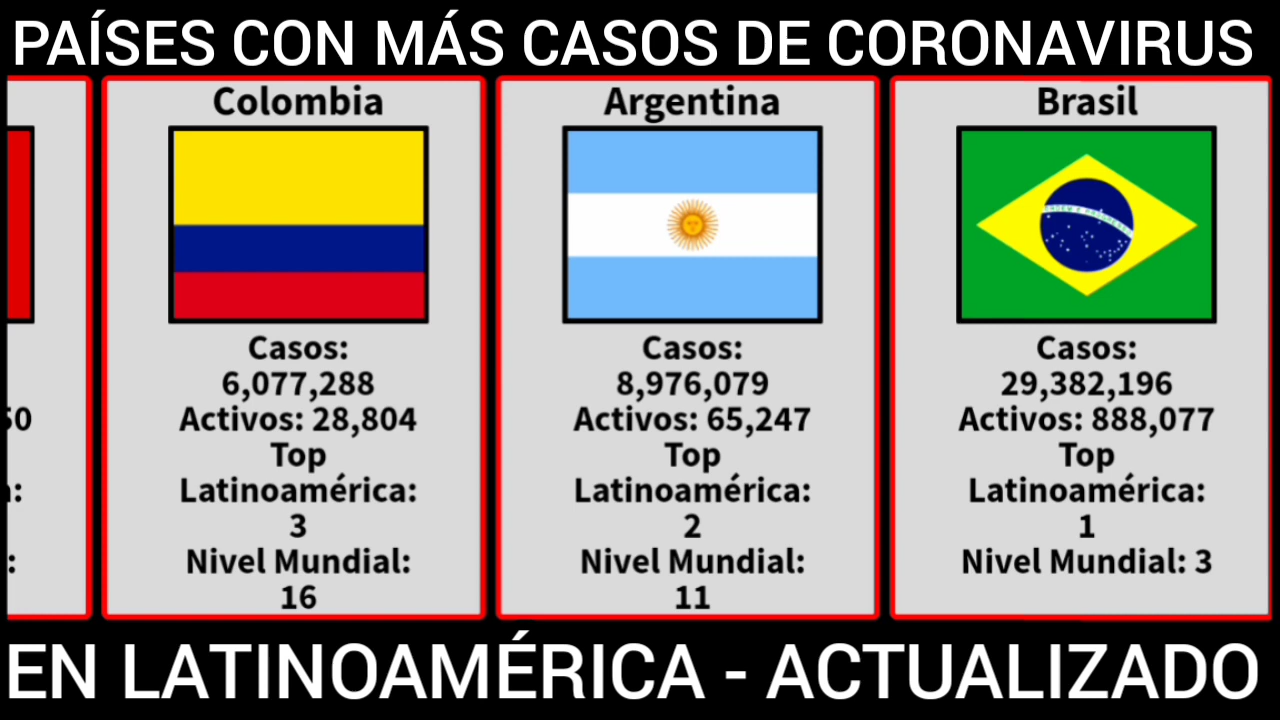 PAÍSES CON MÁS CASOS DE CORONAVIRUS
Colombia
Casos:
6,077,288
Activos: 28,804
Top
Latinoamérica:
3
Nivel Mundial:
16
Argentina
Casos:
8,976,079
Activos: 65,247
Top
Latinoamérica:
2
Nivel Mundial:
11
Brasil
Casos:
29,382,196
Activos: 888,077
Top
Latinoamérica:
1
Nivel Mundial: 3
EN LATINOAMÉRICA - ACTUALIZADO